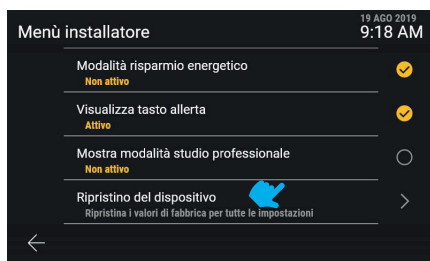 19 AGO 2019
Menù installatore 9:18 AM
Modalità risparmio energetico
Non attivo
Visualizza tasto allerta
Attivo
Mostra modalità studio professionale
Non attivo
Ripristino del dispositivo
Ripristina i valori di fabbrica per tutte le impostazioni